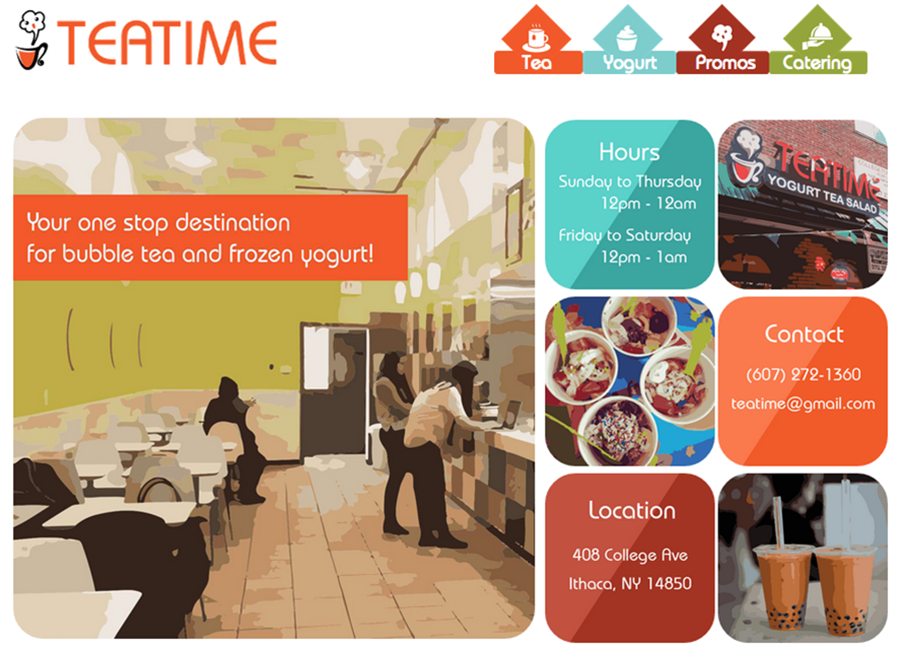 TEATIME
Tea
Yogurt
Promos
Catering
Your one stop destination
for bubble tea and frozen yogurt!
Hours
Sunday to Thursday
12pm - 12am
Friday to Saturday
12pm - 1am
TEATIME
YOGURT TEA SALAD
Contact
(607) 272-1360
teatime@gmail.com
Location
408 College Ave
Ithaca, NY 14850